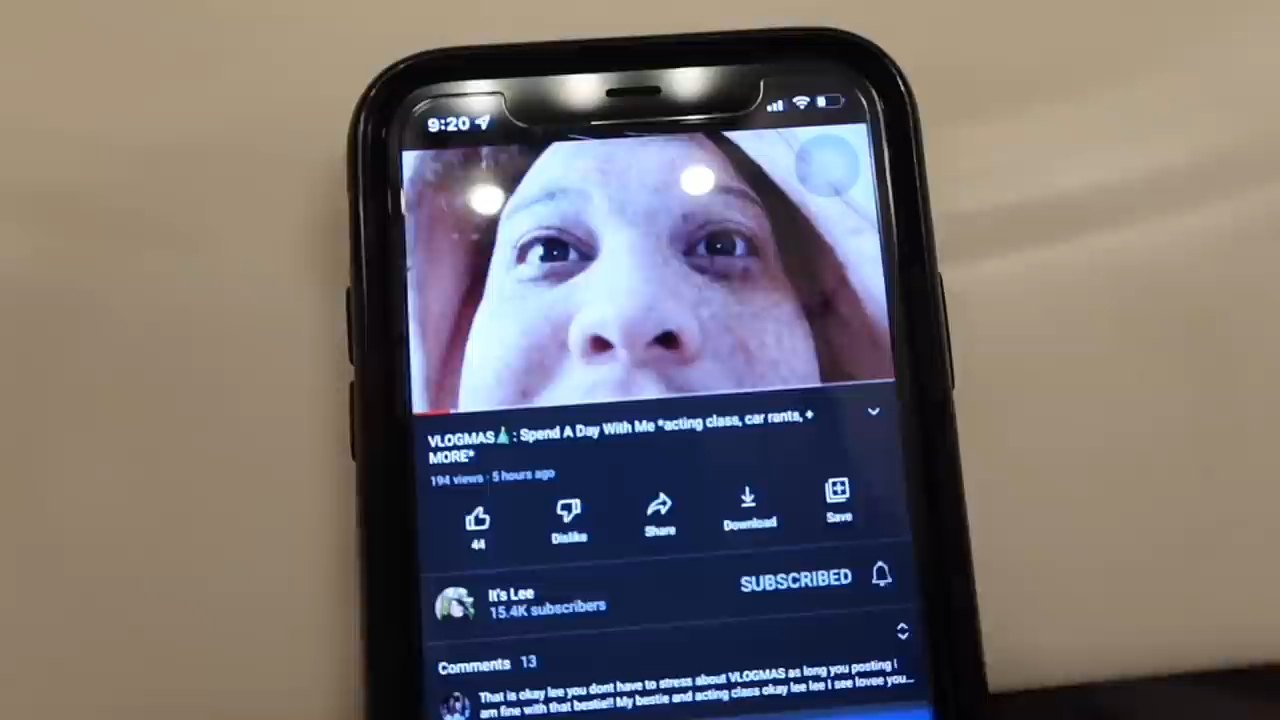 9:20
VLOGMAS🎄: Spend A Day With Me *acting class, car rants, +
MORE*
194 views · 5 hours ago
44
Dislike
Share
Download
Save
It's Lee
15.4K subscribers
SUBSCRIBED
Comments 13
That is okay lee you dont have to stress about VLOGMAS as long you posting I
am fine with that bestie!! My bestie and acting class okay lee lee I see lovee you...